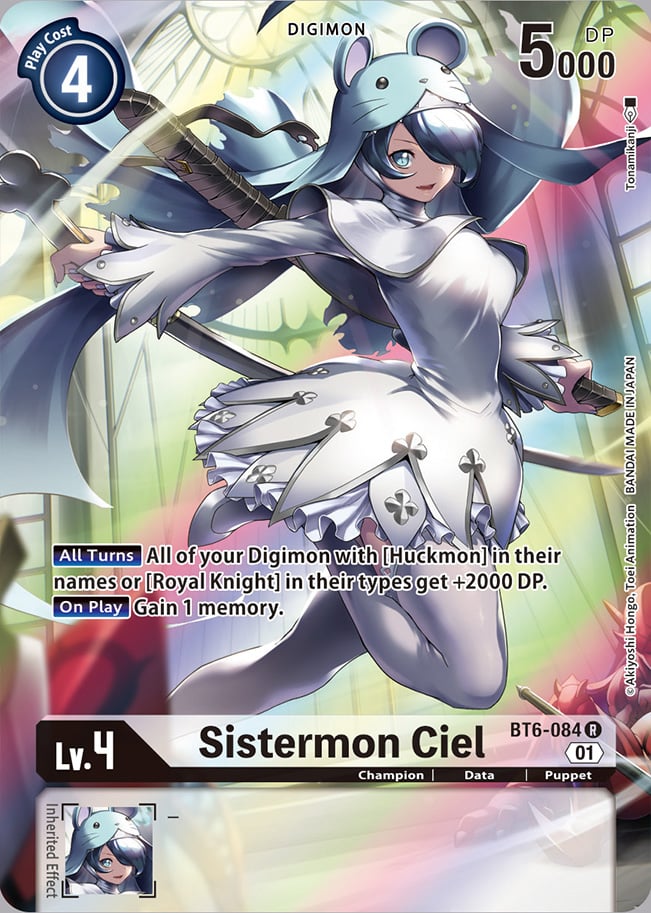 Play Cost
4
DIGIMON
5000
DP
Tonamikanji
All Turns All of your Digimon with [Huckmon] in their
names or [Royal Knight] in their types get +2000 DP.
On Play Gain 1 memory.
©Akiyoshi Hongo, Toei Animation BANDAI MADE IN JAPAN
Lv.4
Sistermon Ciel
BT6-084 R
01
Champion | Data | Puppet
Inherited Effect
–